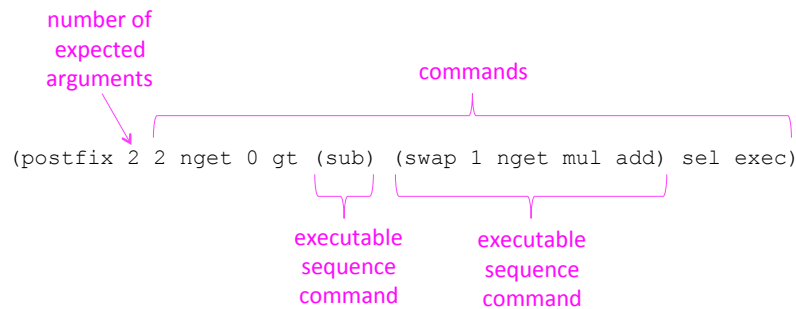 number of
expected
arguments
commands
(postfix 2 2 nget 0 gt (sub) (swap 1 nget mul add) sel exec)
executable
sequence
command
executable
sequence
command